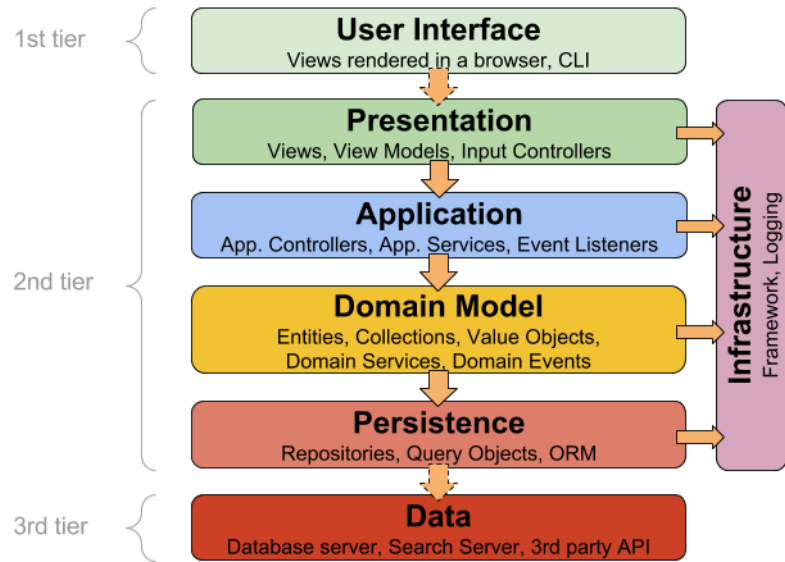 1st tier
User Interface
Views rendered in a browser, CLI
2nd tier
Presentation
Views, View Models, Input Controllers
Application
App. Controllers, App. Services, Event Listeners
Domain Model
Entities, Collections, Value Objects,
Domain Services, Domain Events
Persistence
Repositories, Query Objects, ORM
Infrastructure
Framework, Logging
3rd tier
Data
Database server, Search Server, 3rd party API